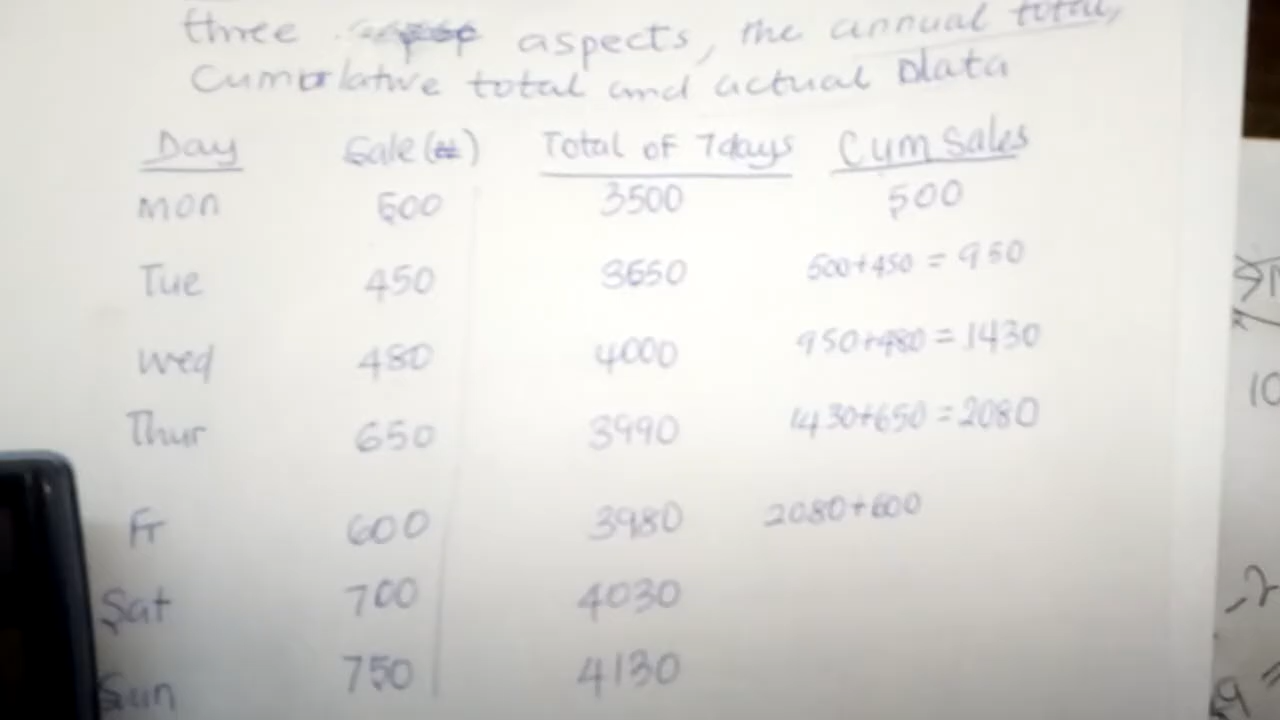 three aspects, the annual total,
Cumulative total and actual Data
Day Sale (₦) Total of 7days Cum Sales
Mon 500 3500 500
Tue 450 3650 500+450 = 950
Wed 480 4000 950+480 = 1430
Thur 650 3990 1430+650 = 2080
Fr 600 3980 2080+600
Sat 700 4030
Sun 750 4130
10